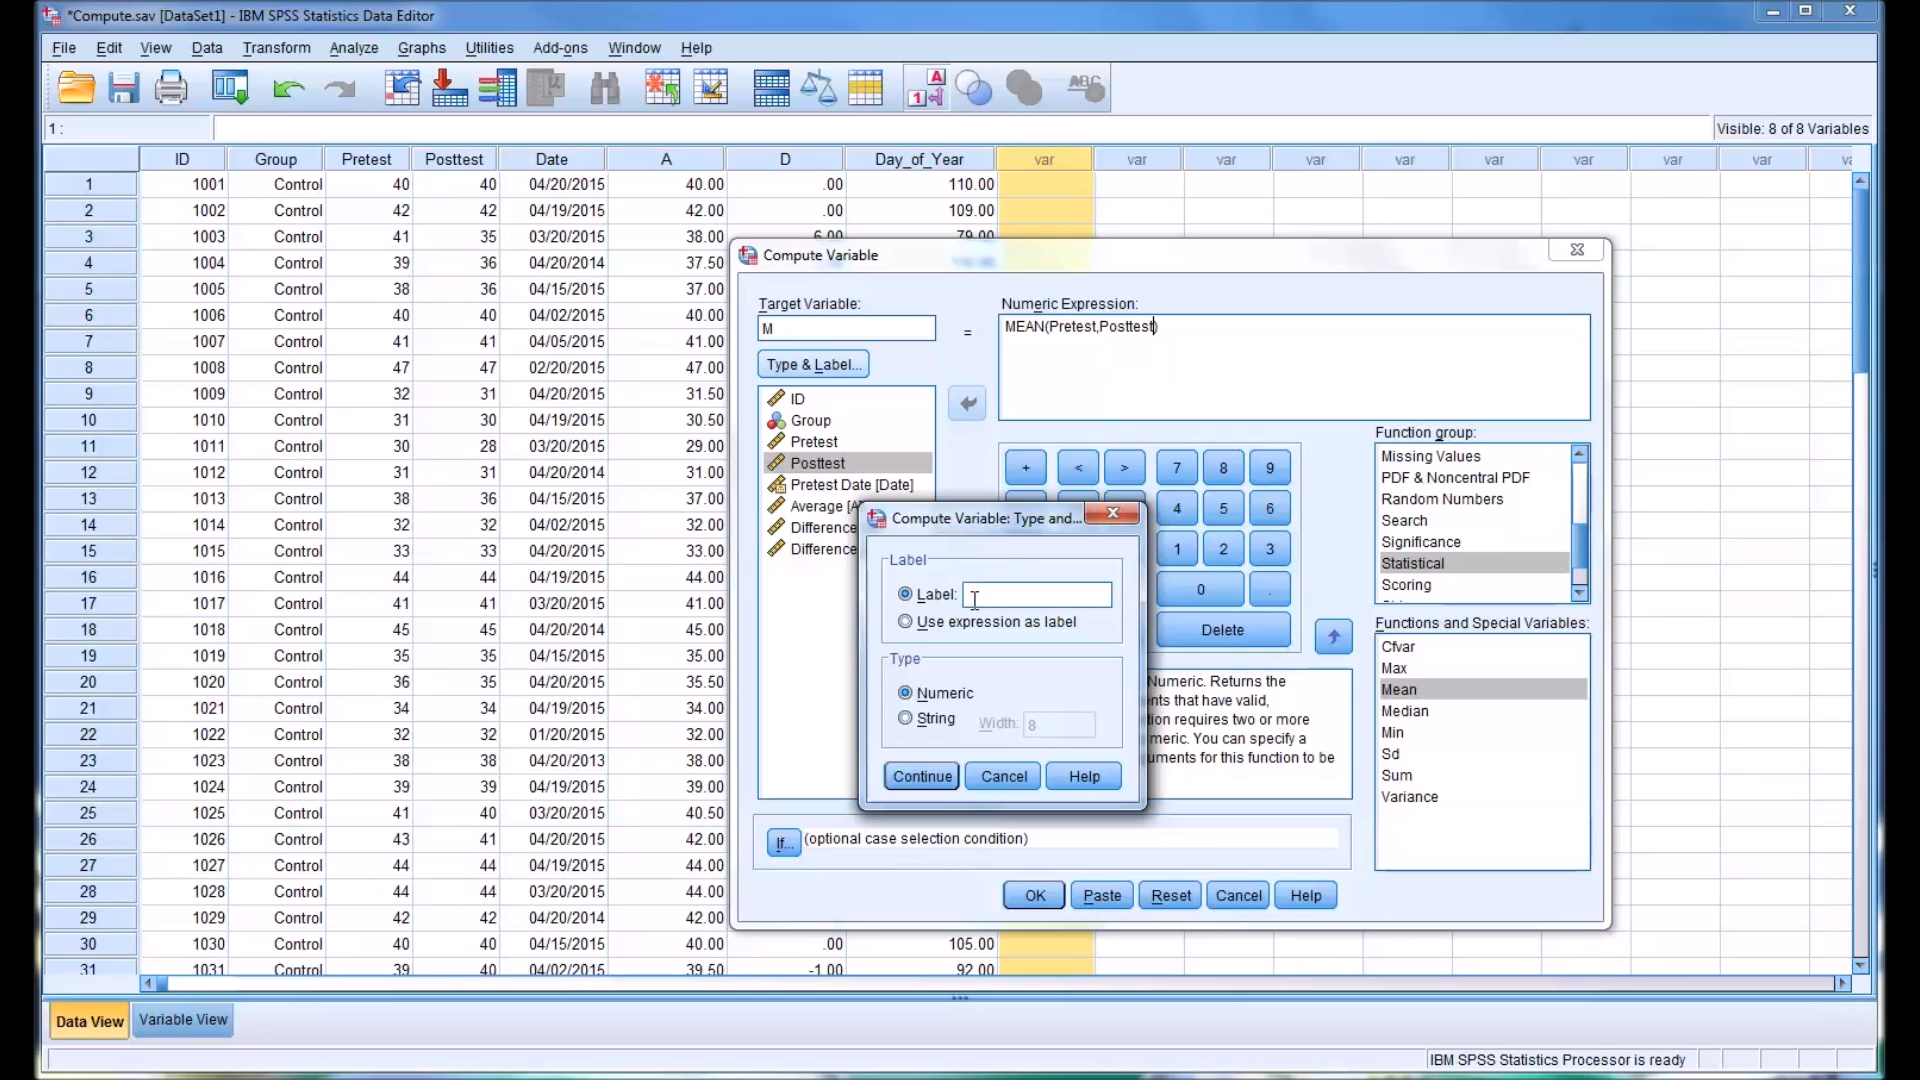 *Compute.sav [DataSet1] - IBM SPSS Statistics Data Editor
File Edit View Data Transform Analyze Graphs Utilities Add-ons Window Help
1 :
Visible: 8 of 8 Variables
ID Group Pretest Posttest Date A D Day_of_Year var var var var var var var var var
1 1001 Control 40 40 04/20/2015 40.00 .00 110.00
2 1002 Control 42 42 04/19/2015 42.00 .00 109.00
3 1003 Control 41 35 03/20/2015 38.00 6.00 79.00
4 1004 Control 39 36 04/20/2014 37.50
5 1005 Control 38 36 04/15/2015 37.00
6 1006 Control 40 40 04/02/2015 40.00
7 1007 Control 41 41 04/05/2015 41.00
8 1008 Control 47 47 02/20/2015 47.00
9 1009 Control 32 31 04/20/2015 31.50
10 1010 Control 31 30 04/19/2015 30.50
11 1011 Control 30 28 03/20/2015 29.00
12 1012 Control 31 31 04/20/2014 31.00
13 1013 Control 38 36 04/15/2015 37.00
14 1014 Control 32 32 04/02/2015 32.00
15 1015 Control 33 33 04/20/2015 33.00
16 1016 Control 44 44 04/19/2015 44.00
17 1017 Control 41 41 03/20/2015 41.00
18 1018 Control 45 45 04/20/2014 45.00
19 1019 Control 35 35 04/15/2015 35.00
20 1020 Control 36 35 04/20/2015 35.50
21 1021 Control 34 34 04/19/2015 34.00
22 1022 Control 32 32 01/20/2015 32.00
23 1023 Control 38 38 04/20/2013 38.00
24 1024 Control 39 39 04/19/2015 39.00
25 1025 Control 41 40 03/20/2015 40.50
26 1026 Control 43 41 04/20/2015 42.00
27 1027 Control 44 44 04/19/2015 44.00
28 1028 Control 44 44 03/20/2015 44.00
29 1029 Control 42 42 04/20/2014 42.00
30 1030 Control 40 40 04/15/2015 40.00 .00 105.00
31 1031 Control 39 40 04/02/2015 39.50 -1.00 92.00
Compute Variable
Target Variable:
M
=
Type & Label...
Numeric Expression:
MEAN(Pretest,Posttest)
ID
Group
Pretest
Posttest
Pretest Date [Date]
Average [A
Difference
Difference
+ < > 7 8 9
4 5 6
1 2 3
0 .
Delete
Function group:
Missing Values
PDF & Noncentral PDF
Random Numbers
Search
Significance
Statistical
Scoring
Functions and Special Variables:
Cfvar
Max
Mean
Median
Min
Sd
Sum
Variance
Numeric. Returns the
nts that have valid,
tion requires two or more
meric. You can specify a
uments for this function to be
Compute Variable: Type and...
Label
Label:
Use expression as label
Type
Numeric
String Width: 8
Continue Cancel Help
If... (optional case selection condition)
OK Paste Reset Cancel Help
Data View Variable View
IBM SPSS Statistics Processor is ready